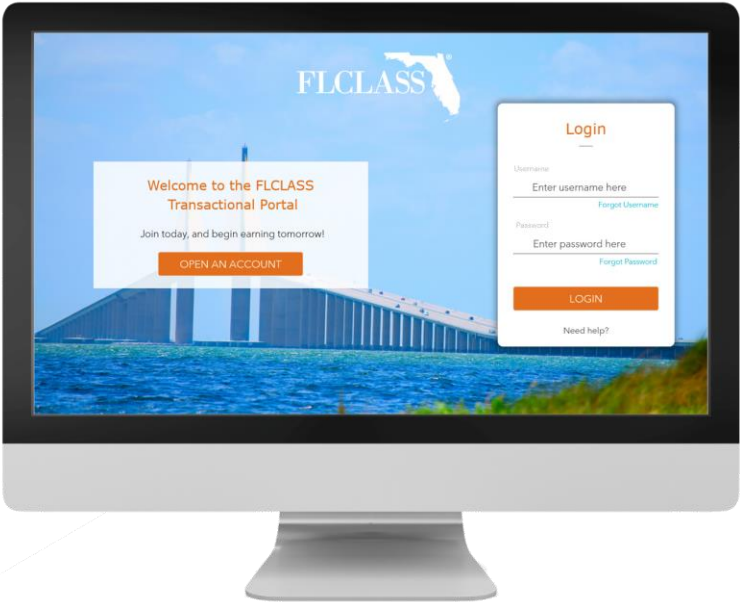 FLCLASS®
Welcome to the FLCLASS
Transactional Portal
Join today, and begin earning tomorrow!
OPEN AN ACCOUNT
Login
Username
Enter username here
Forgot Username
Password
Enter password here
Forgot Password
LOGIN
Need help?